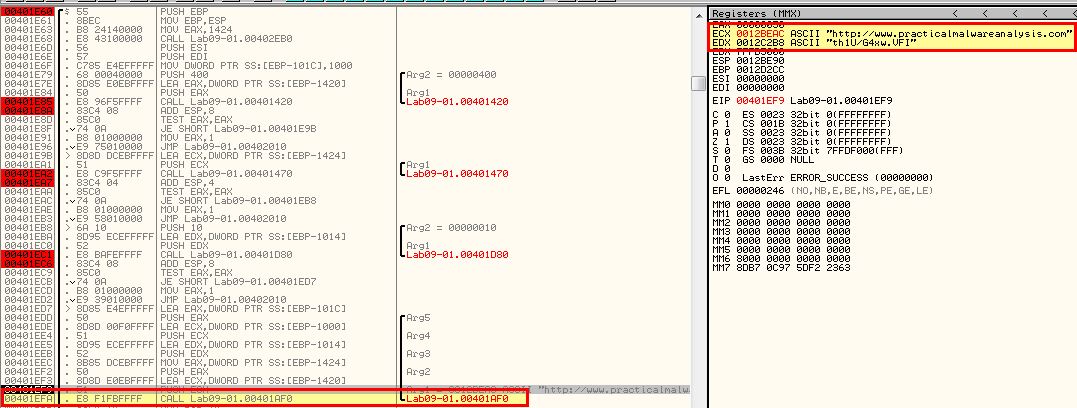 00401E60 $ 55 PUSH EBP
00401E61 . 8BEC MOV EBP,ESP
00401E63 . B8 24140000 MOV EAX,1424
00401E68 . E8 43100000 CALL Lab09-01.00402EB0
00401E6D . 56 PUSH ESI
00401E6E . 57 PUSH EDI
00401E6F . C785 E4EFFFFF MOV DWORD PTR SS:[EBP-101C],1000
00401E79 . 68 00040000 PUSH 400 Arg2 = 00000400
00401E7E . 8D85 E0EBFFFF LEA EAX,DWORD PTR SS:[EBP-1420]
00401E84 . 50 PUSH EAX Arg1
00401E85 . E8 96F5FFFF CALL Lab09-01.00401420 Lab09-01.00401420
00401E8A . 83C4 08 ADD ESP,8
00401E8D . 85C0 TEST EAX,EAX
00401E8F . 74 0A JE SHORT Lab09-01.00401E9B
00401E91 . B8 01000000 MOV EAX,1
00401E96 . E9 75010000 JMP Lab09-01.00402010
00401E9B > 8D8D DCEBFFFF LEA ECX,DWORD PTR SS:[EBP-1424]
00401EA1 . 51 PUSH ECX Arg1
00401EA2 . E8 C9F5FFFF CALL Lab09-01.00401470 Lab09-01.00401470
00401EA7 . 83C4 04 ADD ESP,4
00401EAA . 85C0 TEST EAX,EAX
00401EAC . 74 0A JE SHORT Lab09-01.00401EB8
00401EAE . B8 01000000 MOV EAX,1
00401EB3 . E9 58010000 JMP Lab09-01.00402010
00401EB8 > 6A 10 PUSH 10 Arg2 = 00000010
00401EBA . 8D95 ECEFFFFF LEA EDX,DWORD PTR SS:[EBP-1014]
00401EC0 . 52 PUSH EDX Arg1
00401EC1 . E8 BAFEFFFF CALL Lab09-01.00401D80 Lab09-01.00401D80
00401EC6 . 83C4 08 ADD ESP,8
00401EC9 . 85C0 TEST EAX,EAX
00401ECB . 74 0A JE SHORT Lab09-01.00401ED7
00401ECD . B8 01000000 MOV EAX,1
00401ED2 . E9 39010000 JMP Lab09-01.00402010
00401ED7 > 8D85 E4EFFFFF LEA EAX,DWORD PTR SS:[EBP-101C]
00401EDD . 50 PUSH EAX Arg5
00401EDE . 8D8D 00F0FFFF LEA ECX,DWORD PTR SS:[EBP-1000]
00401EE4 . 51 PUSH ECX Arg4
00401EE5 . 8D95 ECEFFFFF LEA EDX,DWORD PTR SS:[EBP-1014]
00401EEB . 52 PUSH EDX Arg3
00401EEC . 8B85 DCEBFFFF MOV EAX,DWORD PTR SS:[EBP-1424]
00401EF2 . 50 PUSH EAX Arg2
00401EF3 . 8D8D E0EBFFFF LEA ECX,DWORD PTR SS:[EBP-1420]
"http://www.practicalmalw
00401EFA . E8 F1FBFFFF CALL Lab09-01.00401AF0 Lab09-01.00401AF0
Registers (MMX) < < < < <
EAX 00000000
ECX 0012BEAC ASCII "http://www.practicalmalwareanalysis.com"
EDX 0012C2B8 ASCII "th1U/G4xw.VFI"
ESP 0012BE90
EBP 0012D2CC
ESI 00000000
EDI 00000000
EIP 00401EF9 Lab09-01.00401EF9
C 0 ES 0023 32bit 0(FFFFFFFF)
P 1 CS 001B 32bit 0(FFFFFFFF)
A 0 SS 0023 32bit 0(FFFFFFFF)
Z 1 DS 0023 32bit 0(FFFFFFFF)
S 0 FS 003B 32bit 7FFDF000(FFF)
T 0 GS 0000 NULL
D 0
O 0 LastErr ERROR_SUCCESS (00000000)
EFL 00000246 (NO,NB,E,BE,NS,PE,GE,LE)
MM0 0000 0000 0000 0000
MM1 0000 0000 0000 0000
MM2 0000 0000 0000 0000
MM3 0000 0000 0000 0000
MM4 0000 0000 0000 0000
MM5 0000 0000 0000 0000
MM6 0000 0000 0000 0000
MM7 8DB7 0C97 5DF2 2363